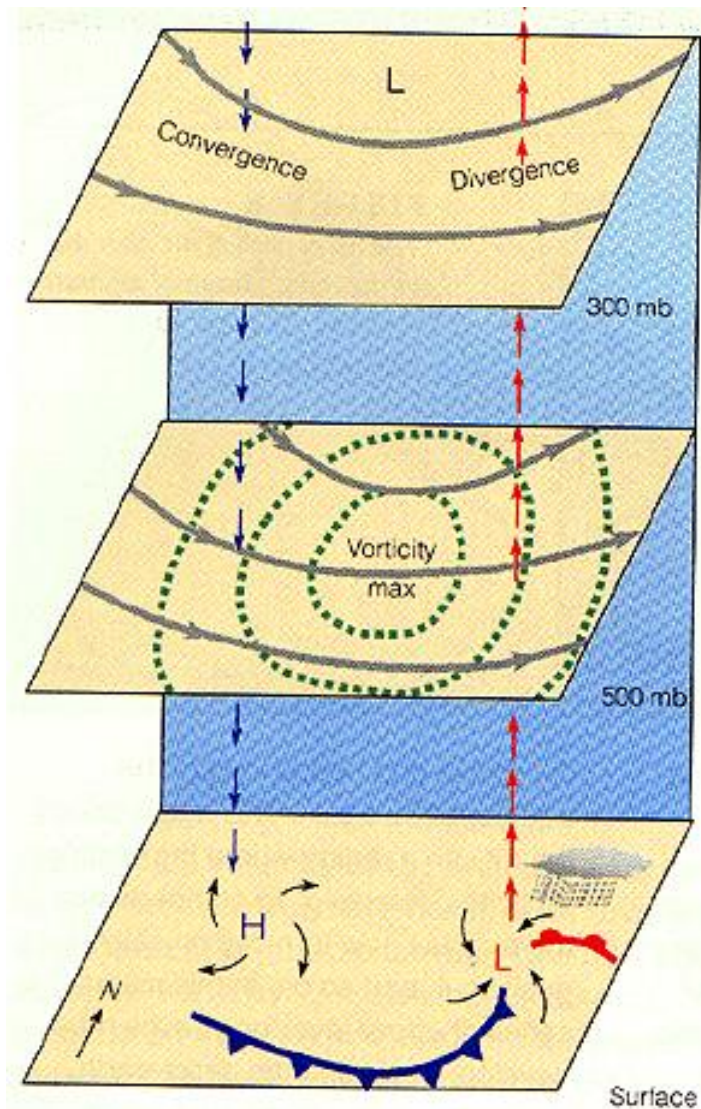 L
Convergence
Divergence
300 mb
Vorticity
max
500 mb
H
L
N
Surface